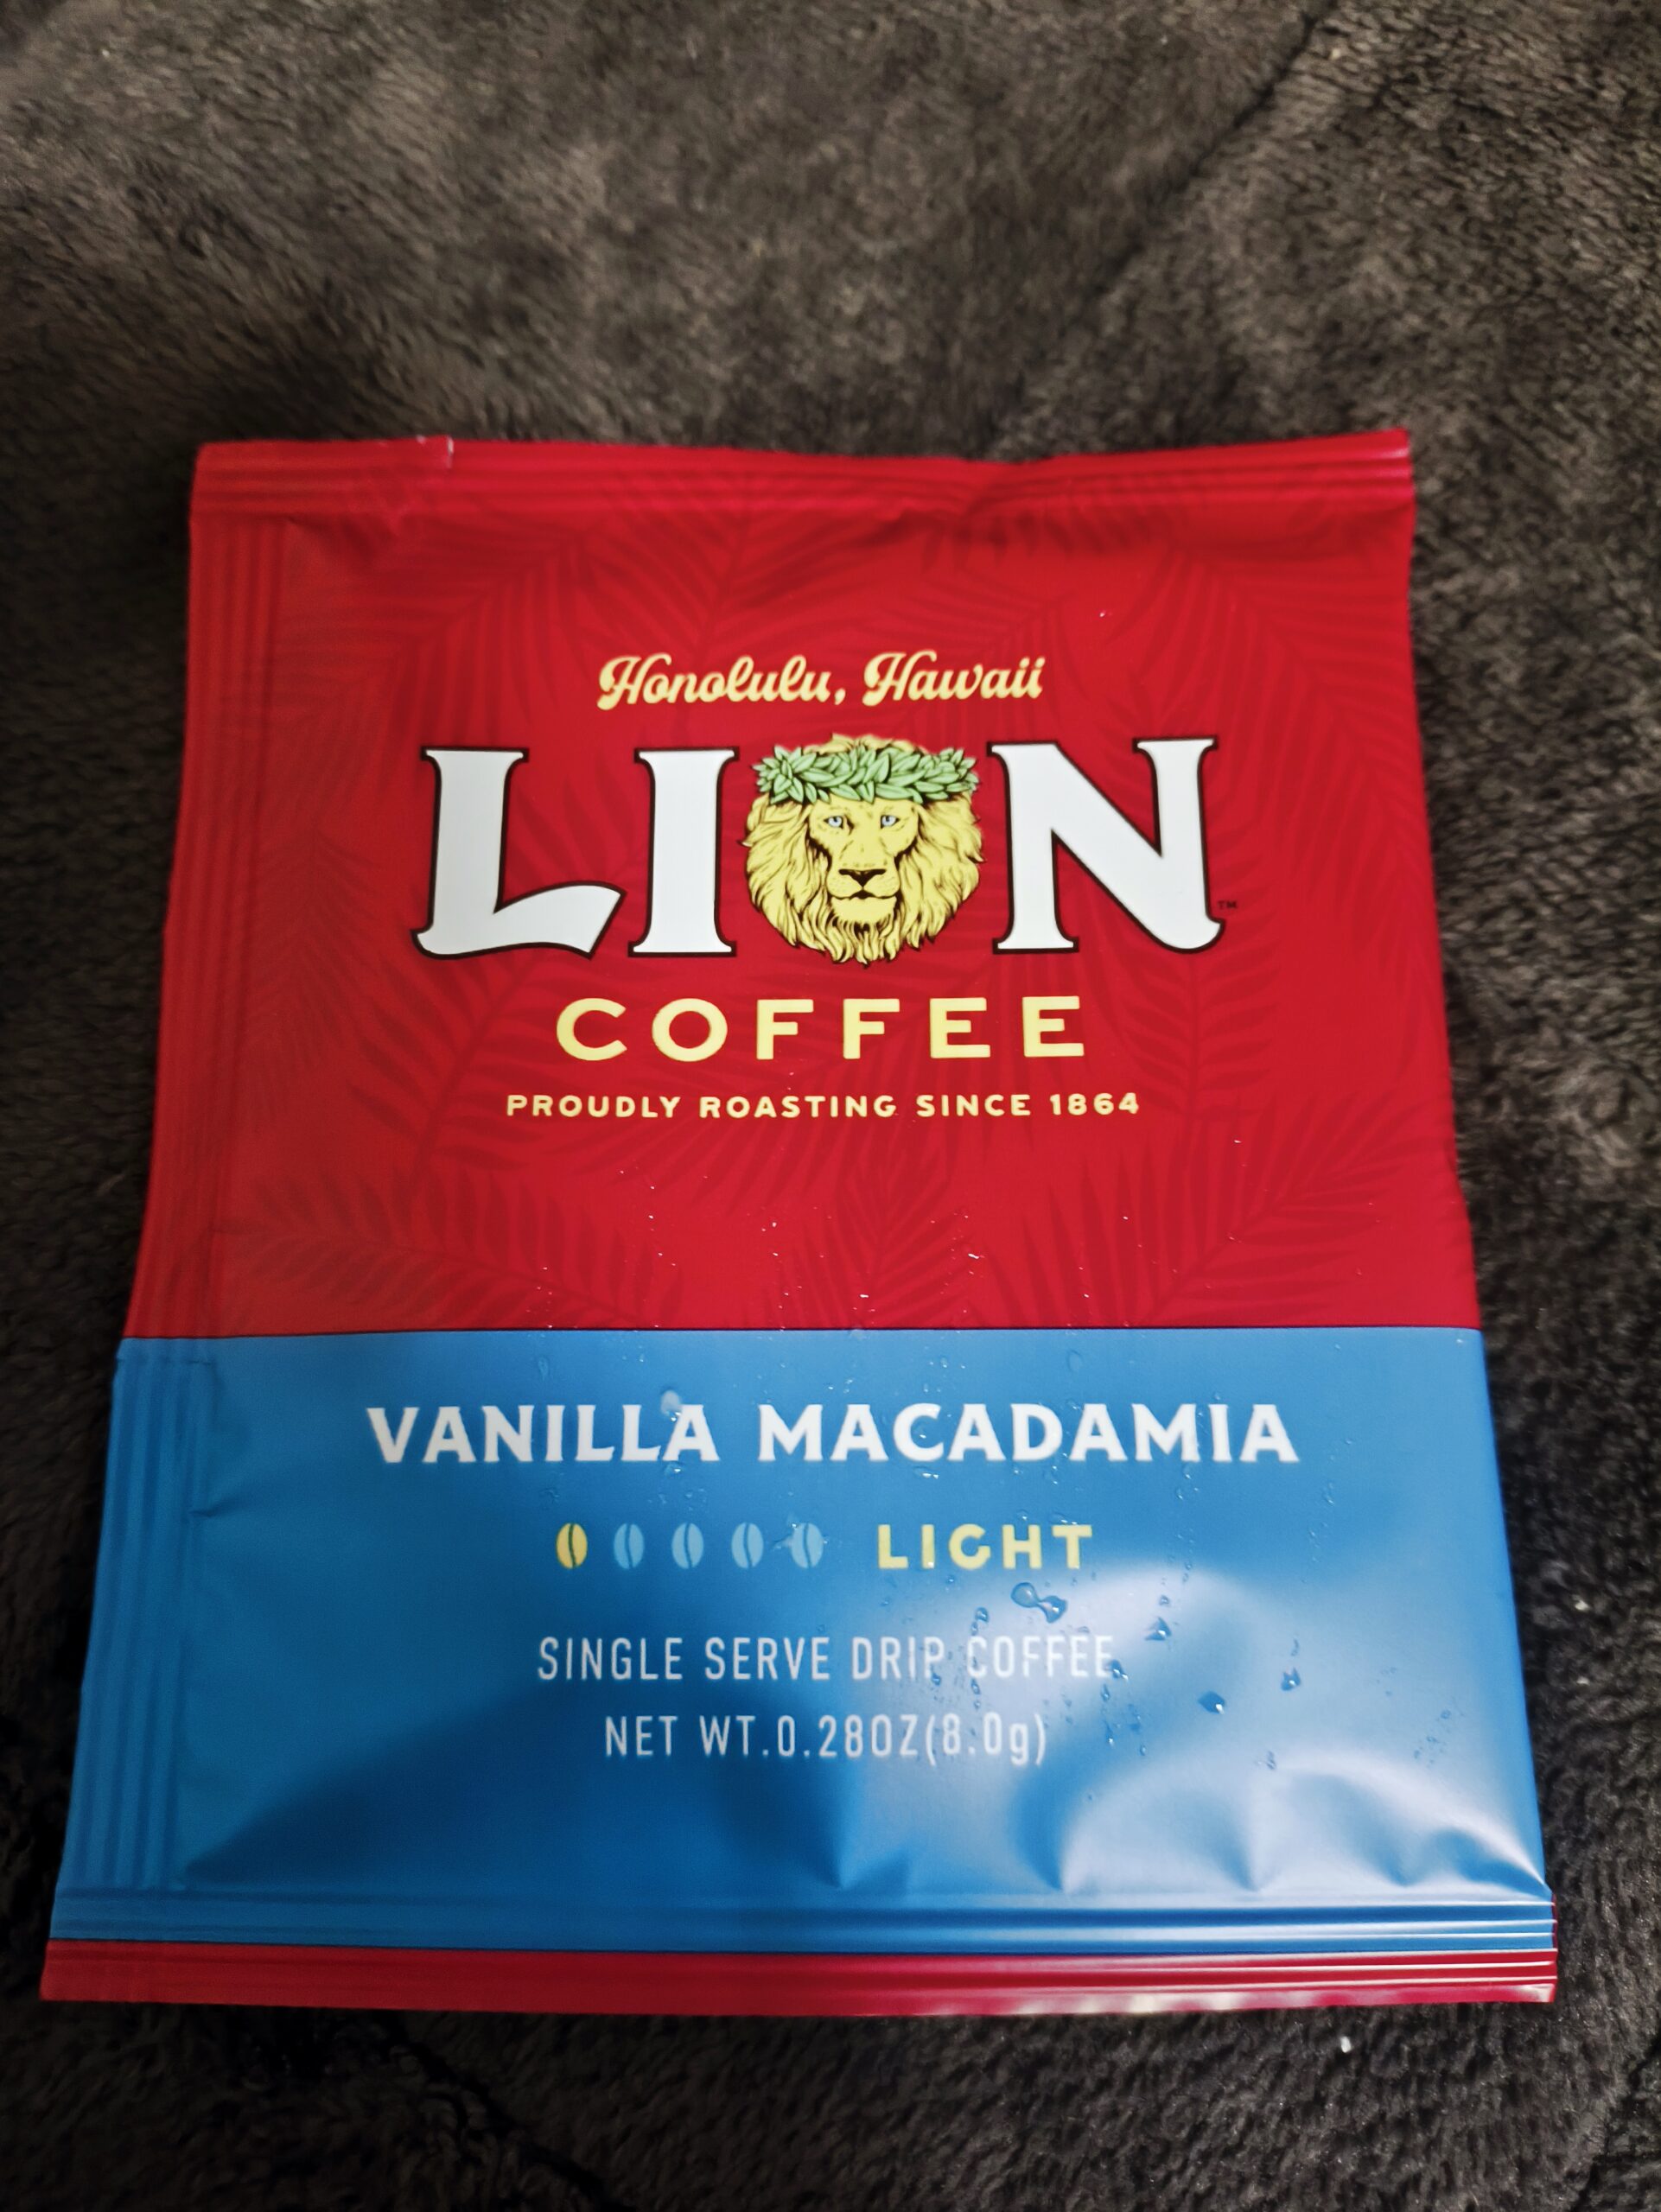 Honolulu, Hawaii
LION
TM
COFFEE
PROUDLY ROASTING SINCE 1864
VANILLA MACADAMIA
LIGHT
SINGLE SERVE DRIP COFFEE
NET WT.0.28OZ(8.0g)